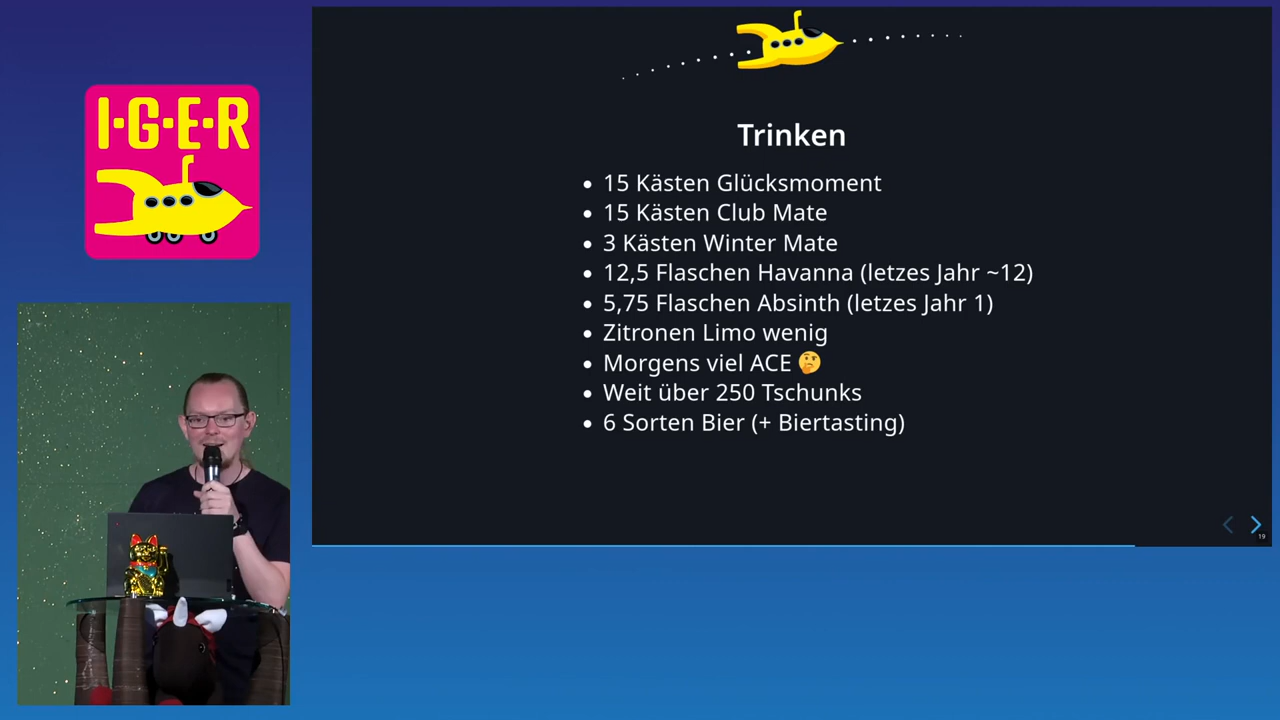 I·G·E·R
Trinken
15 Kästen Glücksmoment
15 Kästen Club Mate
3 Kästen Winter Mate
12,5 Flaschen Havanna (letzes Jahr ~12)
5,75 Flaschen Absinth (letzes Jahr 1)
Zitronen Limo wenig
Morgens viel ACE 🤔
Weit über 250 Tschunks
6 Sorten Bier (+ Biertasting)
19